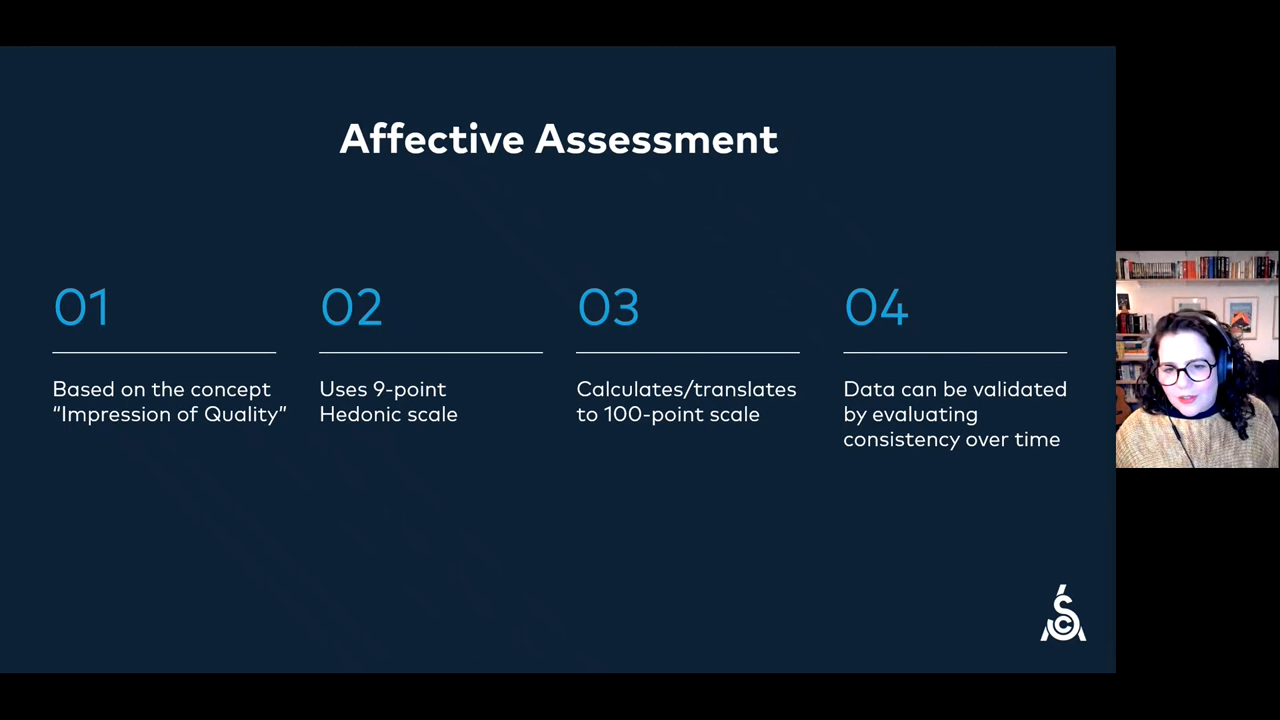 Affective Assessment
01
Based on the concept
“Impression of Quality”
02
Uses 9-point
Hedonic scale
03
Calculates/translates
to 100-point scale
04
Data can be validated
by evaluating
consistency over time
SCA